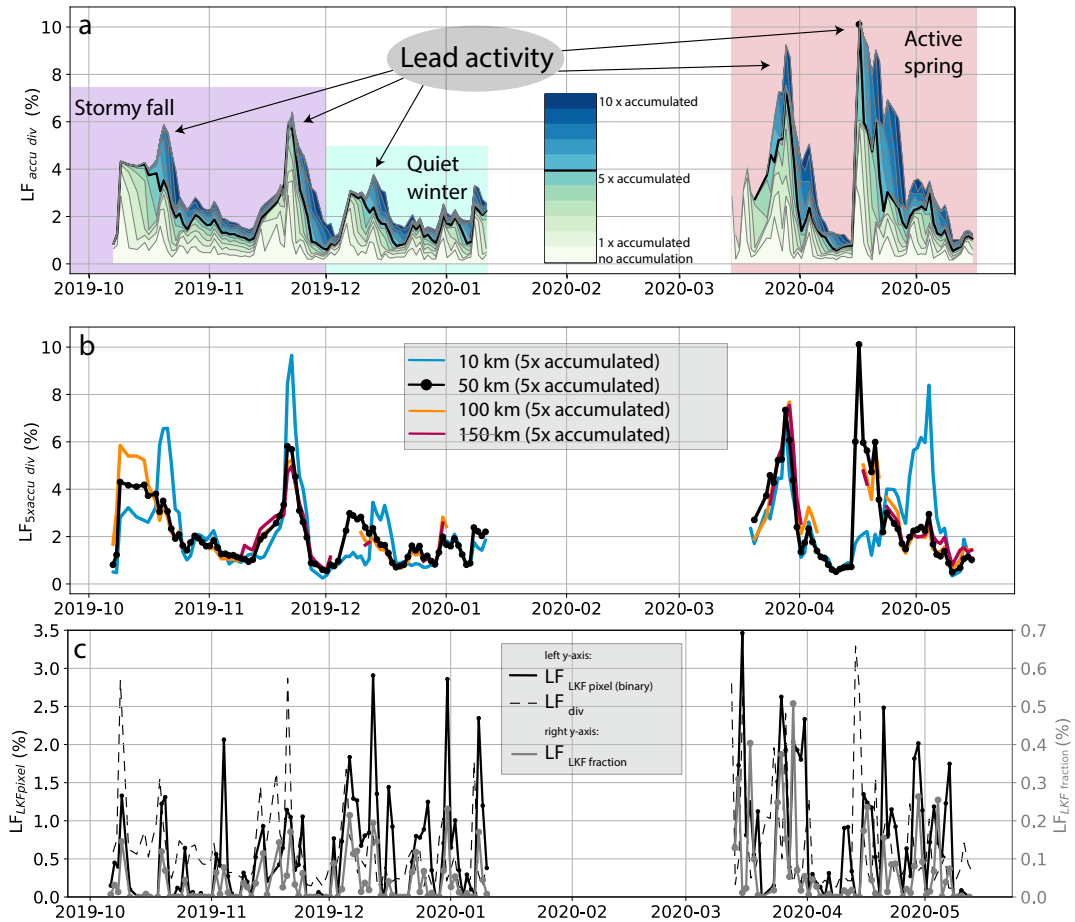 a
Lead activity
Stormy fall
Quiet
winter
Active
spring
10 x accumulated
5 x accumulated
1 x accumulated
no accumulation
LF accu div (%)
10
8
6
4
2
0
2019-10 2019-11 2019-12 2020-01 2020-02 2020-03 2020-04 2020-05
b
10 km (5x accumulated)
50 km (5x accumulated)
100 km (5x accumulated)
150 km (5x accumulated)
LF5xaccu div (%)
10
8
6
4
2
0
2019-10 2019-11 2019-12 2020-01 2020-02 2020-03 2020-04 2020-05
c
left y-axis:
LF LKF pixel (binary)
LF div
right y-axis:
LF LKF fraction
LFLKFpixel (%)
3.5
3.0
2.5
2.0
1.5
1.0
0.5
0.0
0.7
0.6
0.5
0.4
0.3
0.2
0.1
0.0
LFLKF fraction (%)
2019-10 2019-11 2019-12 2020-01 2020-02 2020-03 2020-04 2020-05